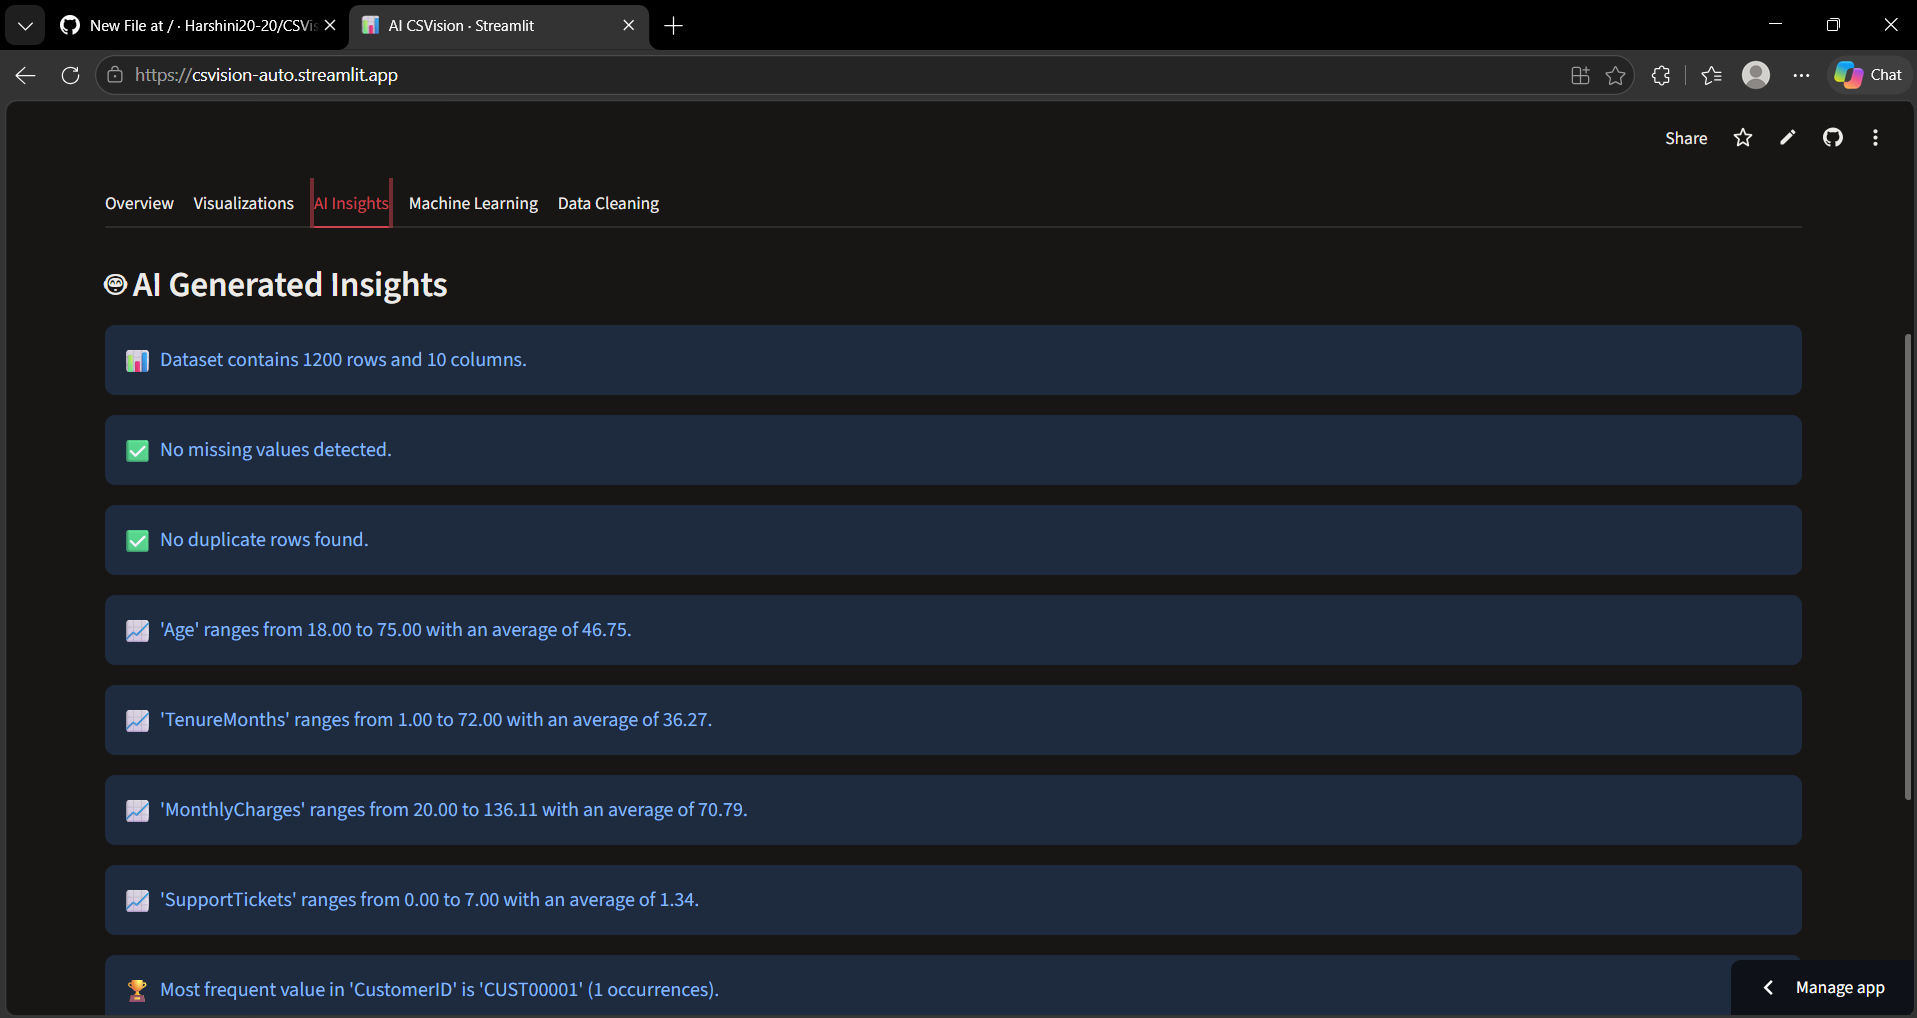 New File at / · Harshini20-20/CSVis
AI CSVision · Streamlit
https://csvision-auto.streamlit.app
Chat
Share
Overview Visualizations AI Insights Machine Learning Data Cleaning
AI Generated Insights
Dataset contains 1200 rows and 10 columns.
No missing values detected.
No duplicate rows found.
'Age' ranges from 18.00 to 75.00 with an average of 46.75.
'TenureMonths' ranges from 1.00 to 72.00 with an average of 36.27.
'MonthlyCharges' ranges from 20.00 to 136.11 with an average of 70.79.
'SupportTickets' ranges from 0.00 to 7.00 with an average of 1.34.
Most frequent value in 'CustomerID' is 'CUST00001' (1 occurrences).
Manage app